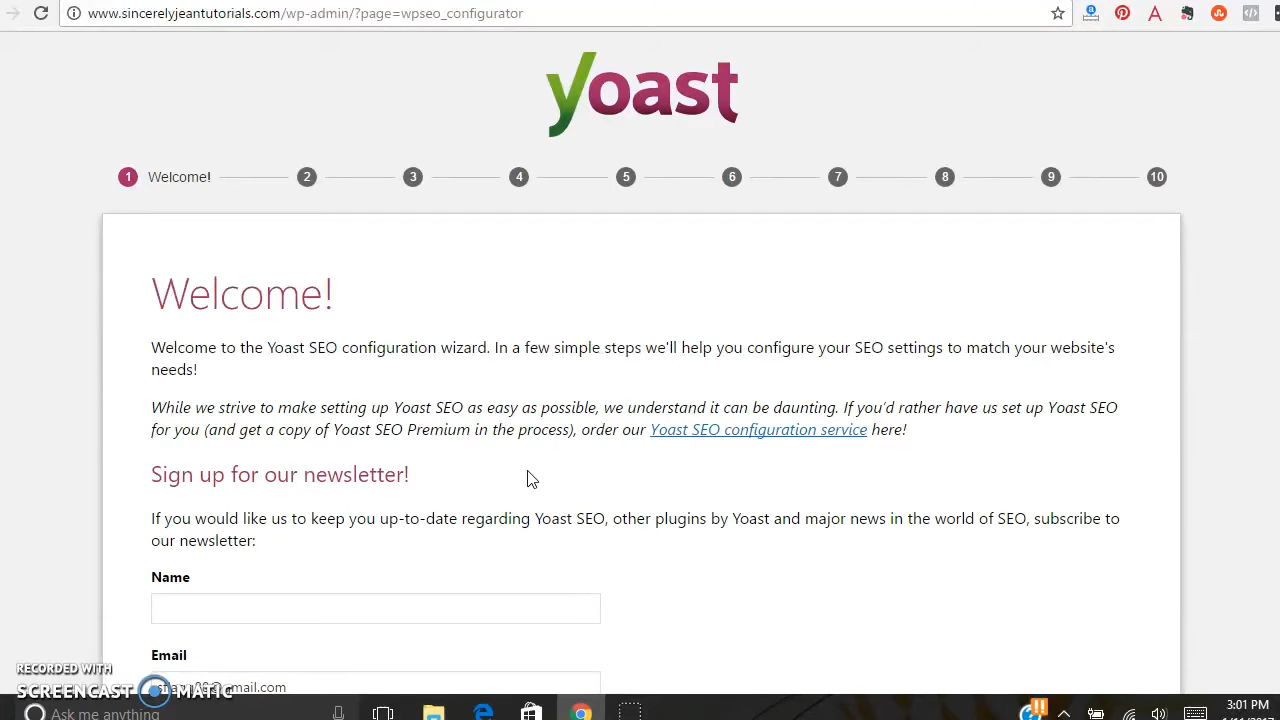 www.sincerelyjeantutorials.com/wp-admin/?page=wpseo_configurator
yoast
1 Welcome! 2 3 4 5 6 7 8 9 10
Welcome!
Welcome to the Yoast SEO configuration wizard. In a few simple steps we'll help you configure your SEO settings to match your website's
needs!
While we strive to make setting up Yoast SEO as easy as possible, we understand it can be daunting. If you'd rather have us set up Yoast SEO
for you (and get a copy of Yoast SEO Premium in the process), order our Yoast SEO configuration service here!
Sign up for our newsletter!
If you would like us to keep you up-to-date regarding Yoast SEO, other plugins by Yoast and major news in the world of SEO, subscribe to
our newsletter:
Name
Email
RECORDED WITH
SCREENCAST MATIC
Ask me anything
3:01 PM